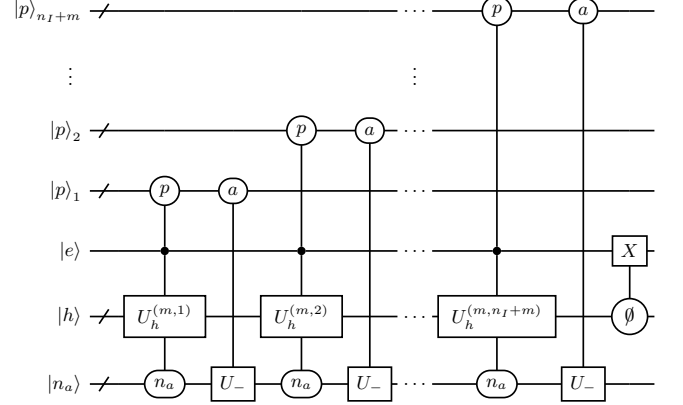 |p⟩_{n_I+m} / p a ⋯
⋮ ⋮
|p⟩_2 / p a ⋯
|p⟩_1 / p a ⋯
|e⟩ ⋯ X
|h⟩ / U_h^{(m,1)} U_h^{(m,2)} ⋯ U_h^{(m,n_I+m)} ∅
|n_a⟩ / n_a U_− n_a U_− ⋯ n_a U_−